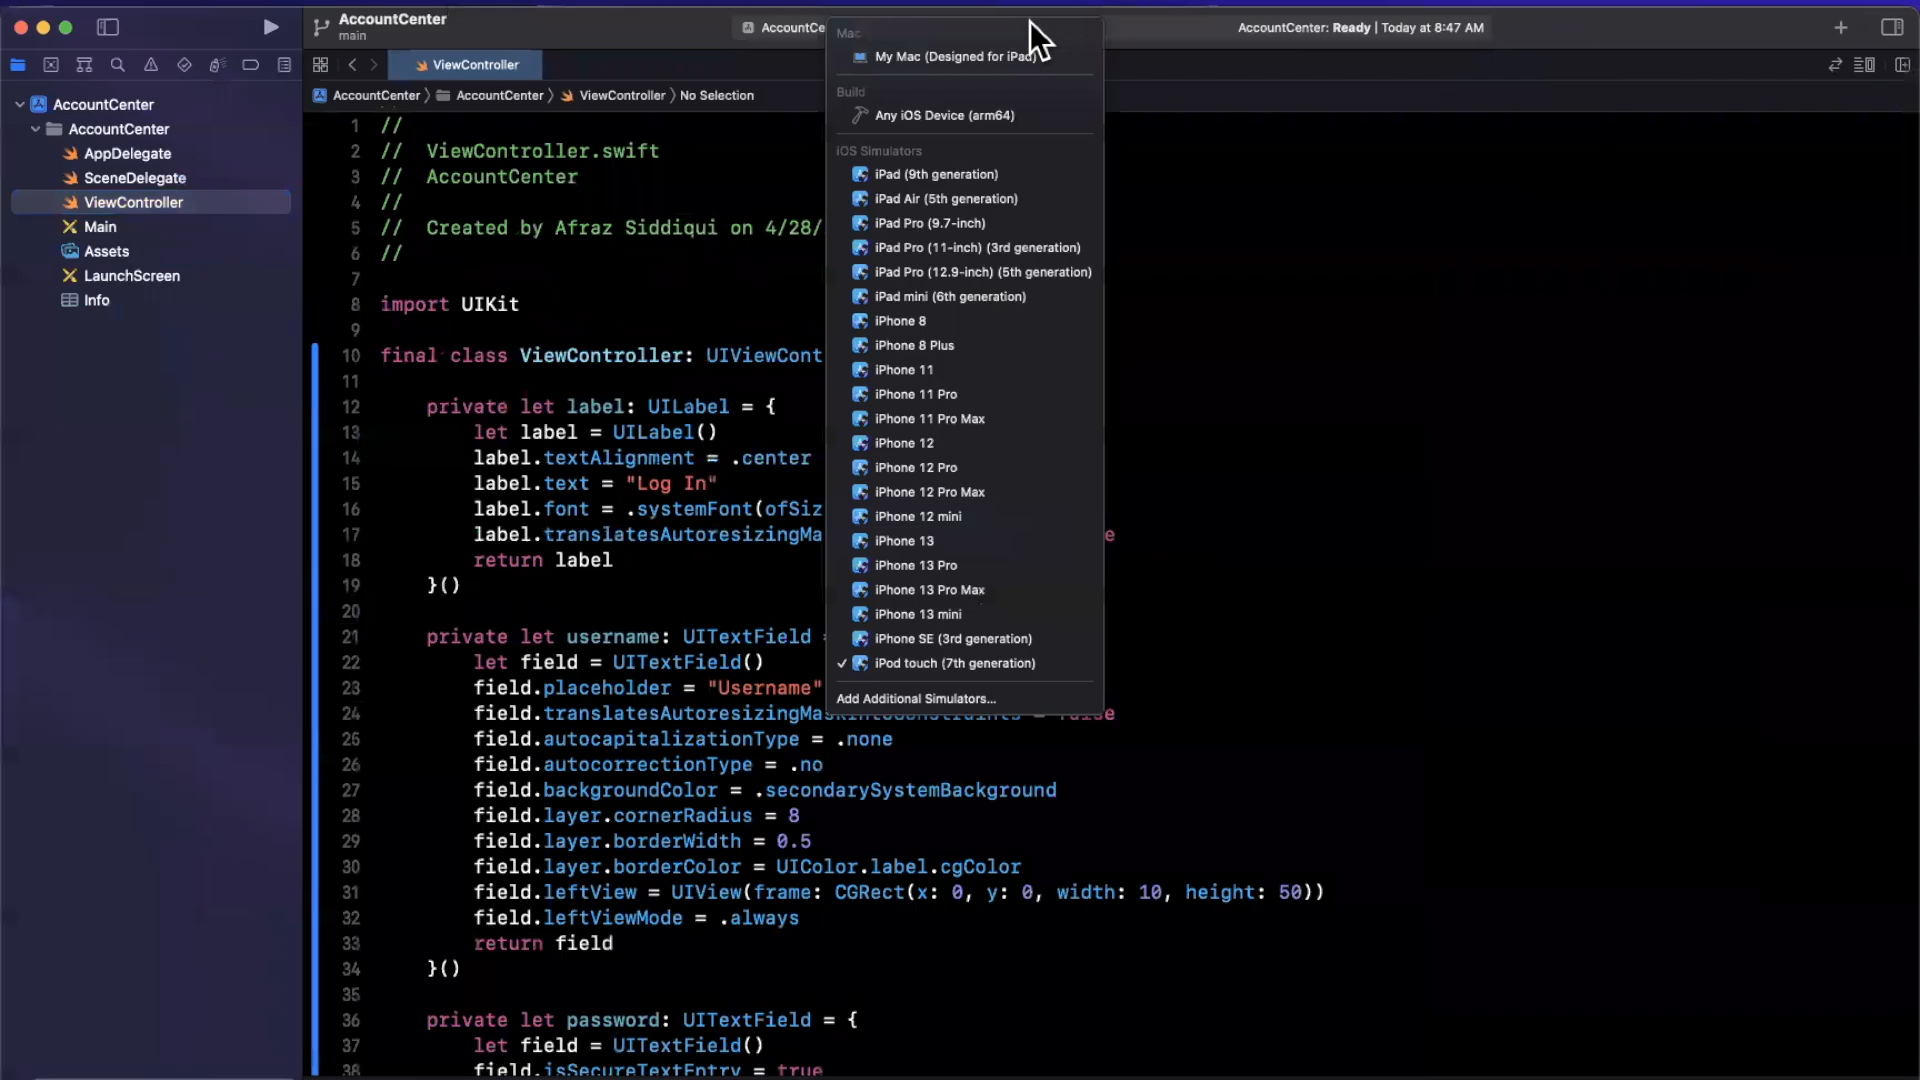 AccountCenter
main
AccountCe
AccountCenter: Ready | Today at 8:47 AM
ViewController
AccountCenter
AccountCenter
ViewController
No Selection
AccountCenter
AccountCenter
AppDelegate
SceneDelegate
ViewController
Main
Assets
LaunchScreen
Info
1 //
2 // ViewController.swift
3 // AccountCenter
4 //
5 // Created by Afraz Siddiqui on 4/28/
6 //
7
8 import UIKit
9
10 final class ViewController: UIViewCont
11
12 private let label: UILabel = {
13 let label = UILabel()
14 label.textAlignment = .center
15 label.text = "Log In"
16 label.font = .systemFont(ofSiz
17 label.translatesAutoresizingMa e
18 return label
19 }()
20
21 private let username: UITextField =
22 let field = UITextField()
23 field.placeholder = "Username"
24 field.translatesAutoresizingMaskIntoConstraints = false
25 field.autocapitalizationType = .none
26 field.autocorrectionType = .no
27 field.backgroundColor = .secondarySystemBackground
28 field.layer.cornerRadius = 8
29 field.layer.borderWidth = 0.5
30 field.layer.borderColor = UIColor.label.cgColor
31 field.leftView = UIView(frame: CGRect(x: 0, y: 0, width: 10, height: 50))
32 field.leftViewMode = .always
33 return field
34 }()
35
36 private let password: UITextField = {
37 let field = UITextField()
38 field.isSecureTextEntry = true
Mac
My Mac (Designed for iPad)
Build
Any iOS Device (arm64)
iOS Simulators
iPad (9th generation)
iPad Air (5th generation)
iPad Pro (9.7-inch)
iPad Pro (11-inch) (3rd generation)
iPad Pro (12.9-inch) (5th generation)
iPad mini (6th generation)
iPhone 8
iPhone 8 Plus
iPhone 11
iPhone 11 Pro
iPhone 11 Pro Max
iPhone 12
iPhone 12 Pro
iPhone 12 Pro Max
iPhone 12 mini
iPhone 13
iPhone 13 Pro
iPhone 13 Pro Max
iPhone 13 mini
iPhone SE (3rd generation)
iPod touch (7th generation)
Add Additional Simulators...